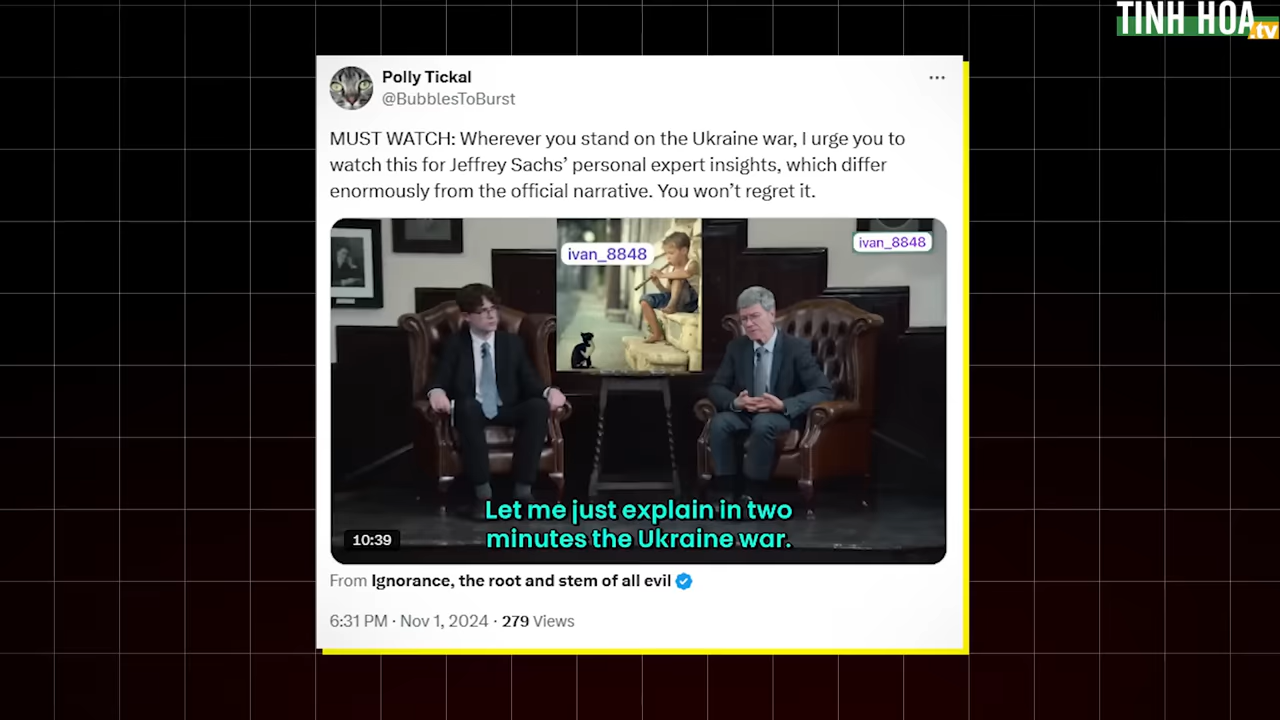 TINH HOA
.tv
Polly Tickal
@BubblesToBurst
MUST WATCH: Wherever you stand on the Ukraine war, I urge you to
watch this for Jeffrey Sachs’ personal expert insights, which differ
enormously from the official narrative. You won’t regret it.
ivan_8848
ivan_8848
Let me just explain in two
minutes the Ukraine war.
10:39
From Ignorance, the root and stem of all evil
6:31 PM · Nov 1, 2024 · 279 Views